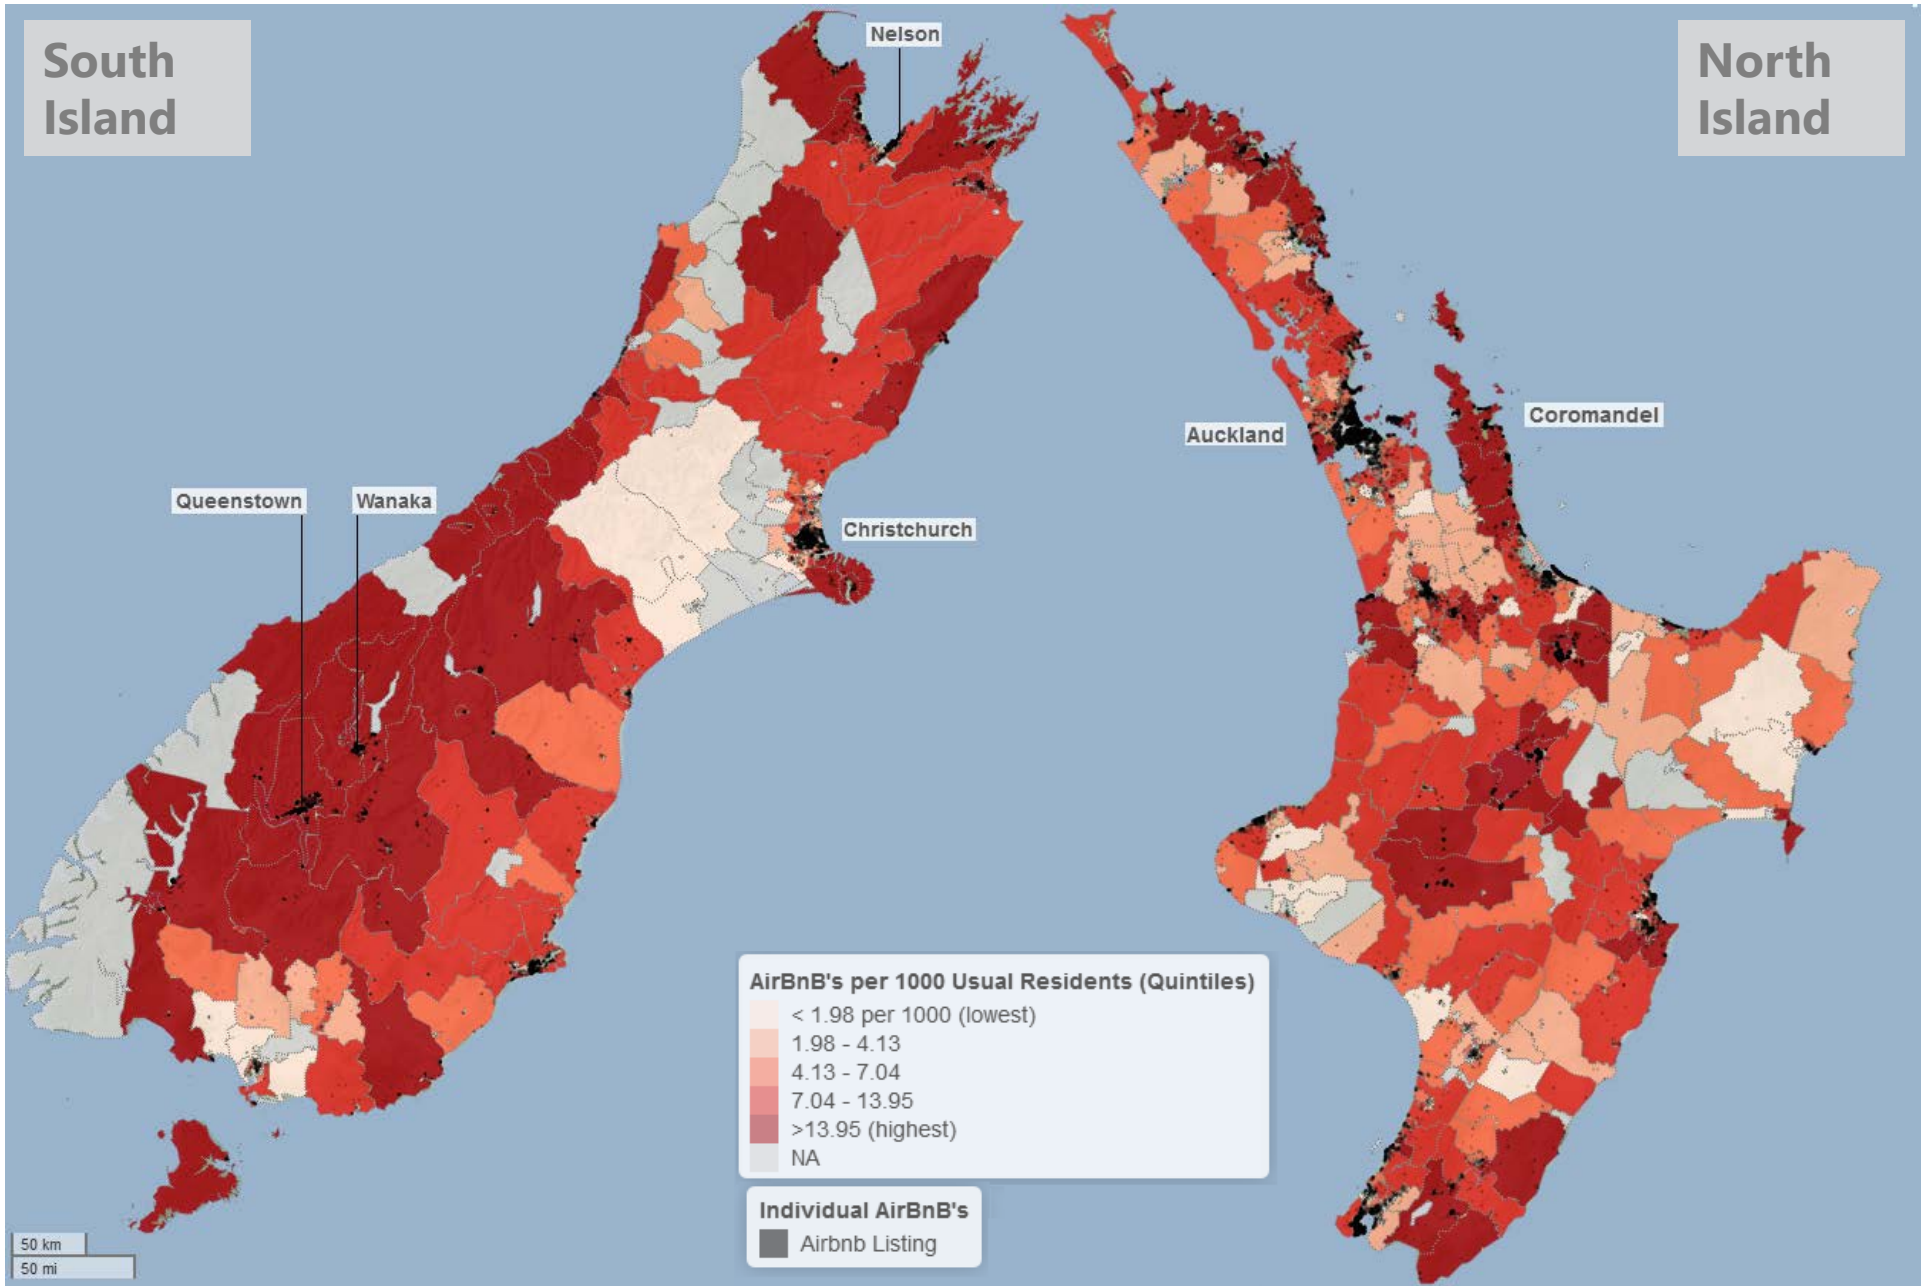 South
Island
North
Island
Nelson
Auckland
Coromandel
Queenstown
Wanaka
Christchurch
AirBnB's per 1000 Usual Residents (Quintiles)
< 1.98 per 1000 (lowest)
1.98 - 4.13
4.13 - 7.04
7.04 - 13.95
>13.95 (highest)
NA
Individual AirBnB's
Airbnb Listing
50 km
50 mi